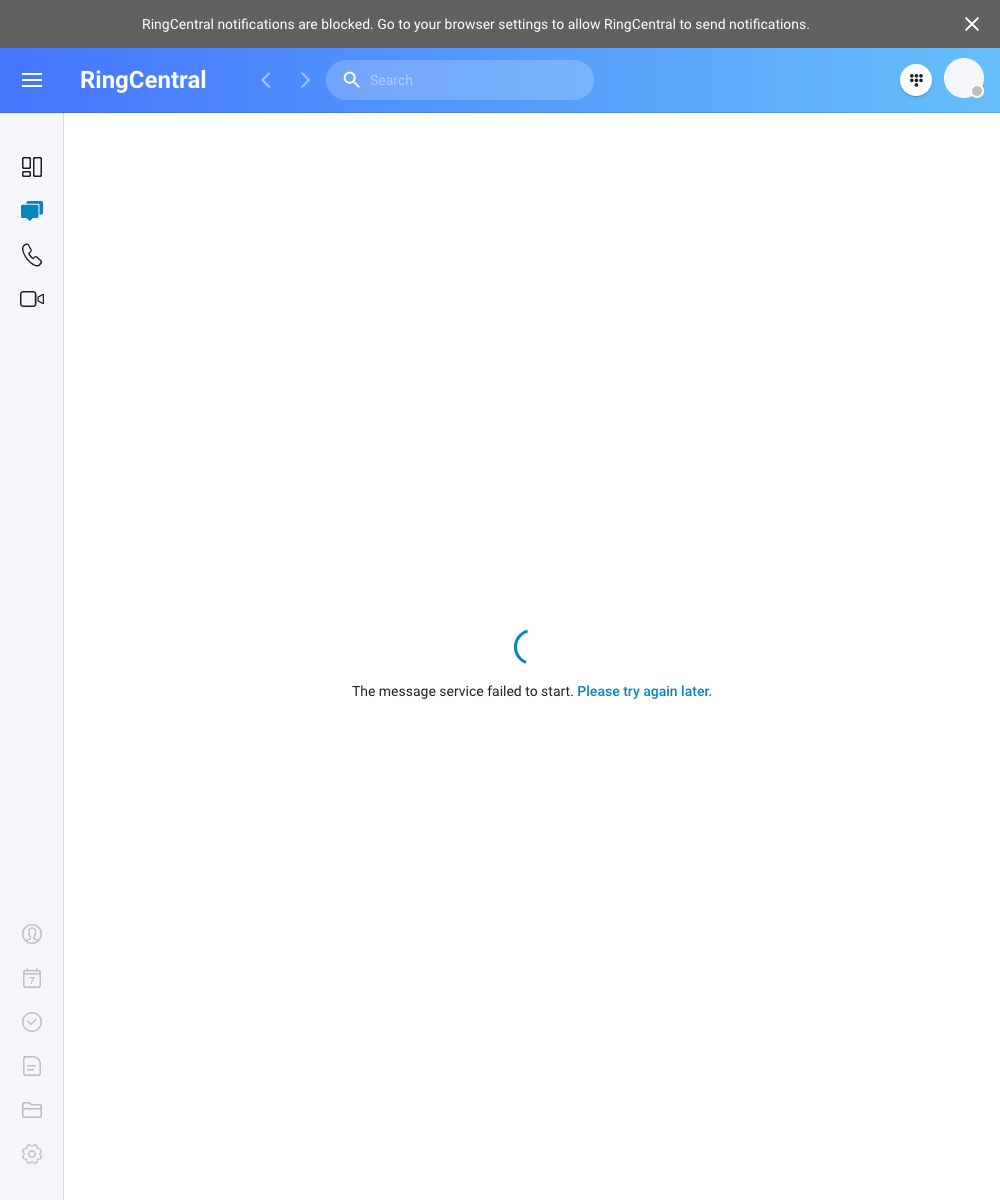 RingCentral notifications are blocked. Go to your browser settings to allow RingCentral to send notifications.
RingCentral
Search
The message service failed to start. Please try again later.
7